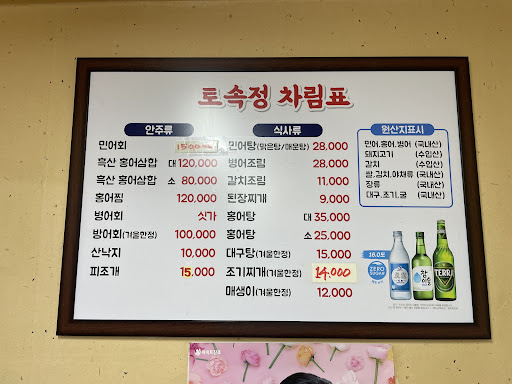 토속정 차림표
안주류
민어회 150,000
흑산 홍어삼합 대 120,000
흑산 홍어삼합 소 80,000
홍어찜 120,000
병어회 싯가
방어회(겨울한정) 100,000
산낙지 10,000
피조개 15,000
식사류
민어탕(맑은탕/매운탕) 28,000
병어조림 28,000
갈치조림 11,000
된장찌개 9,000
홍어탕 대 35,000
홍어탕 소 25,000
대구탕(겨울한정) 15,000
조기찌개(겨울한정) 14,000
매생이(겨울한정) 12,000
원산지표시
민어.홍어.병어 (국내산)
돼지고기 (수입산)
갈치 (수입산)
쌀.김치.야채류 (국내산)
장류 (국내산)
대구.조기.굴 (국내산)
16.0도
ZERO
SUGAR
참이슬
TERRA